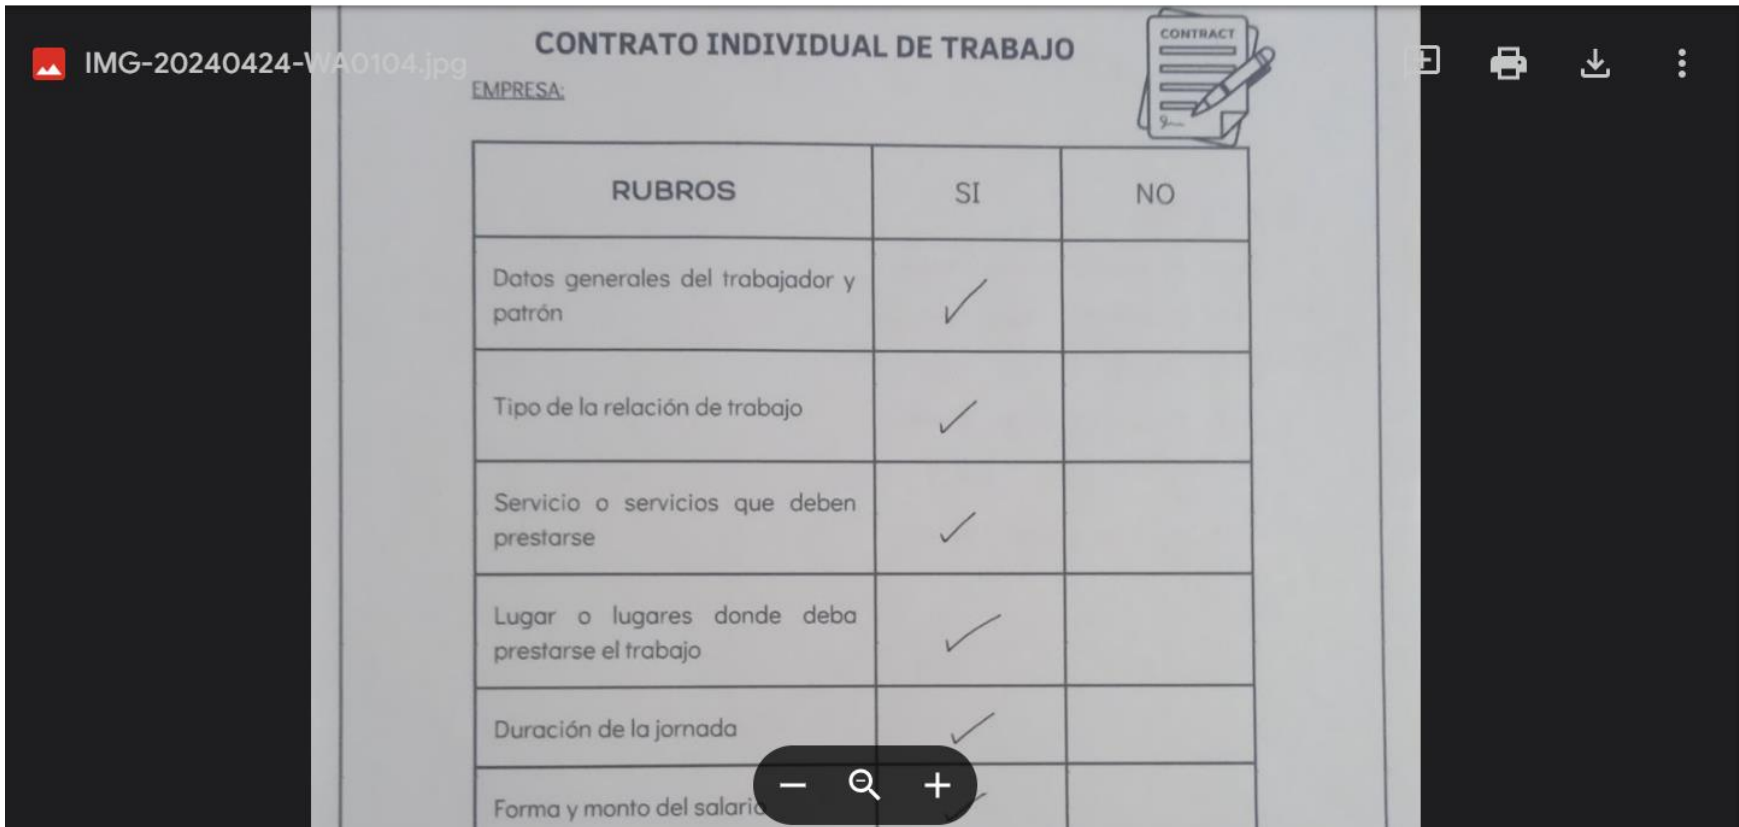 IMG-20240424-WA0104.jpg
CONTRATO INDIVIDUAL DE TRABAJO
CONTRACT
EMPRESA:
RUBROS SI NO
Datos generales del trabajador y
patrón
Tipo de la relación de trabajo
Servicio o servicios que deben
prestarse
Lugar o lugares donde deba
prestarse el trabajo
Duración de la jornada
Forma y monto del salario